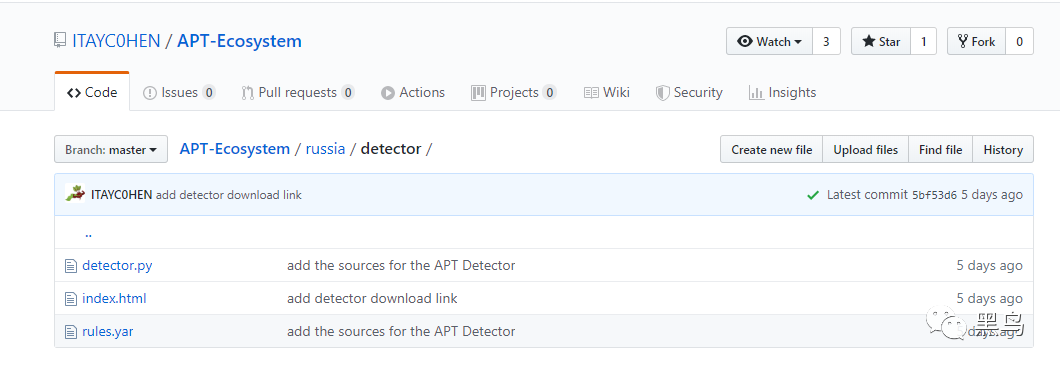 ITAYC0HEN / APT-Ecosystem
Watch 3 Star 1 Fork 0
Code Issues 0 Pull requests 0 Actions Projects 0 Wiki Security Insights
Branch: master APT-Ecosystem / russia / detector / Create new file Upload files Find file History
ITAYC0HEN add detector download link Latest commit 5bf53d6 5 days ago
..
detector.py add the sources for the APT Detector 5 days ago
index.html add detector download link 5 days ago
rules.yar add the sources for the APT Detector 5 days ago
黑鸟